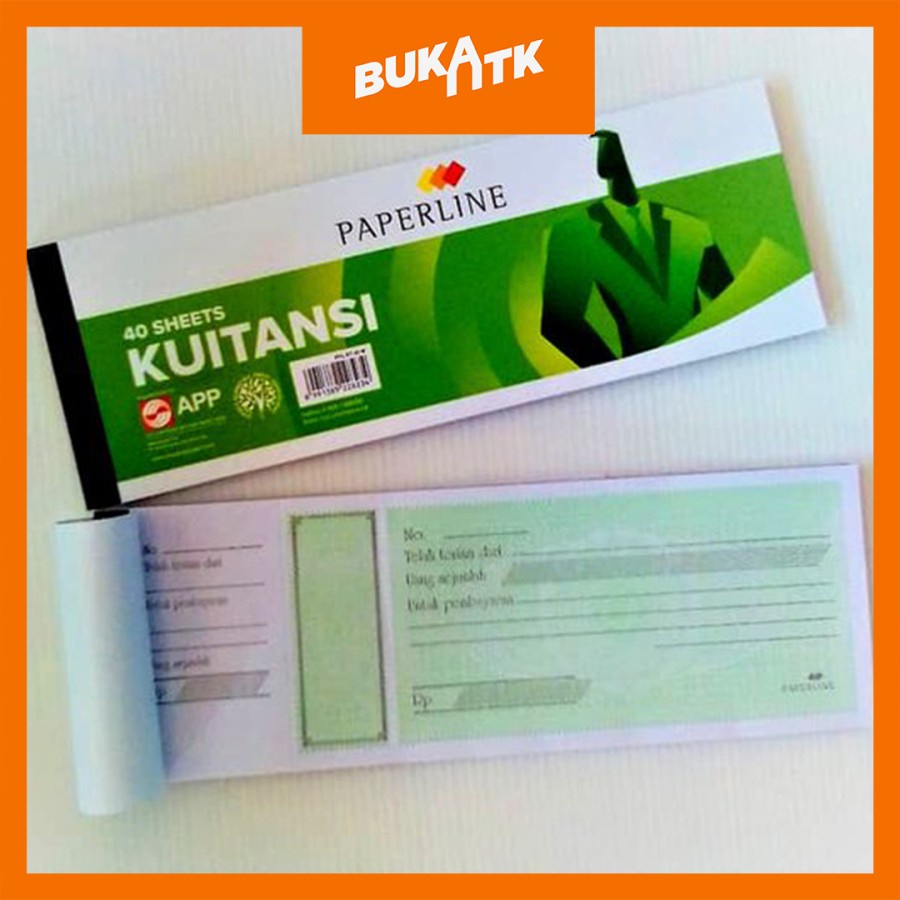 BUKAATK
PAPERLINE
40 SHEETS
KUITANSI
APP
No.
Telah terima dari
Uang sejumlah
Untuk pembayaran
Rp
PAPERLINE
No.
Telah terima dari
Untuk pembayaran
Uang sejumlah
Rp